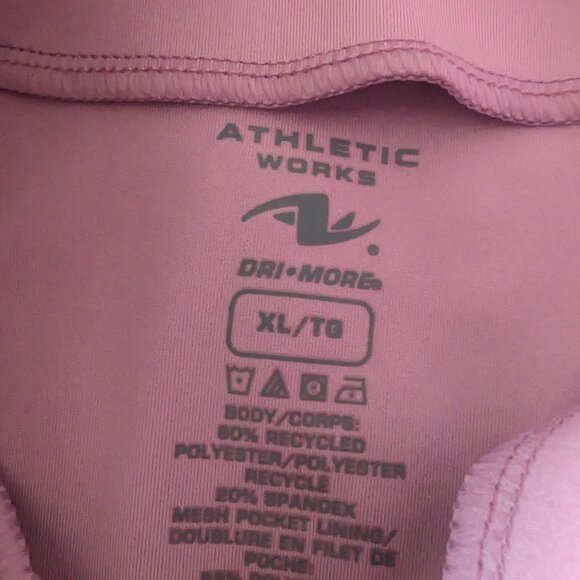 ATHLETIC
WORKS
®
DRI•MORE®
XL/TG
BODY/CORPS:
80% RECYCLED
POLYESTER/POLYESTER
RECYCLÉ
20% SPANDEX
MESH POCKET LINING/
DOUBLURE EN FILET DE
POCHE: